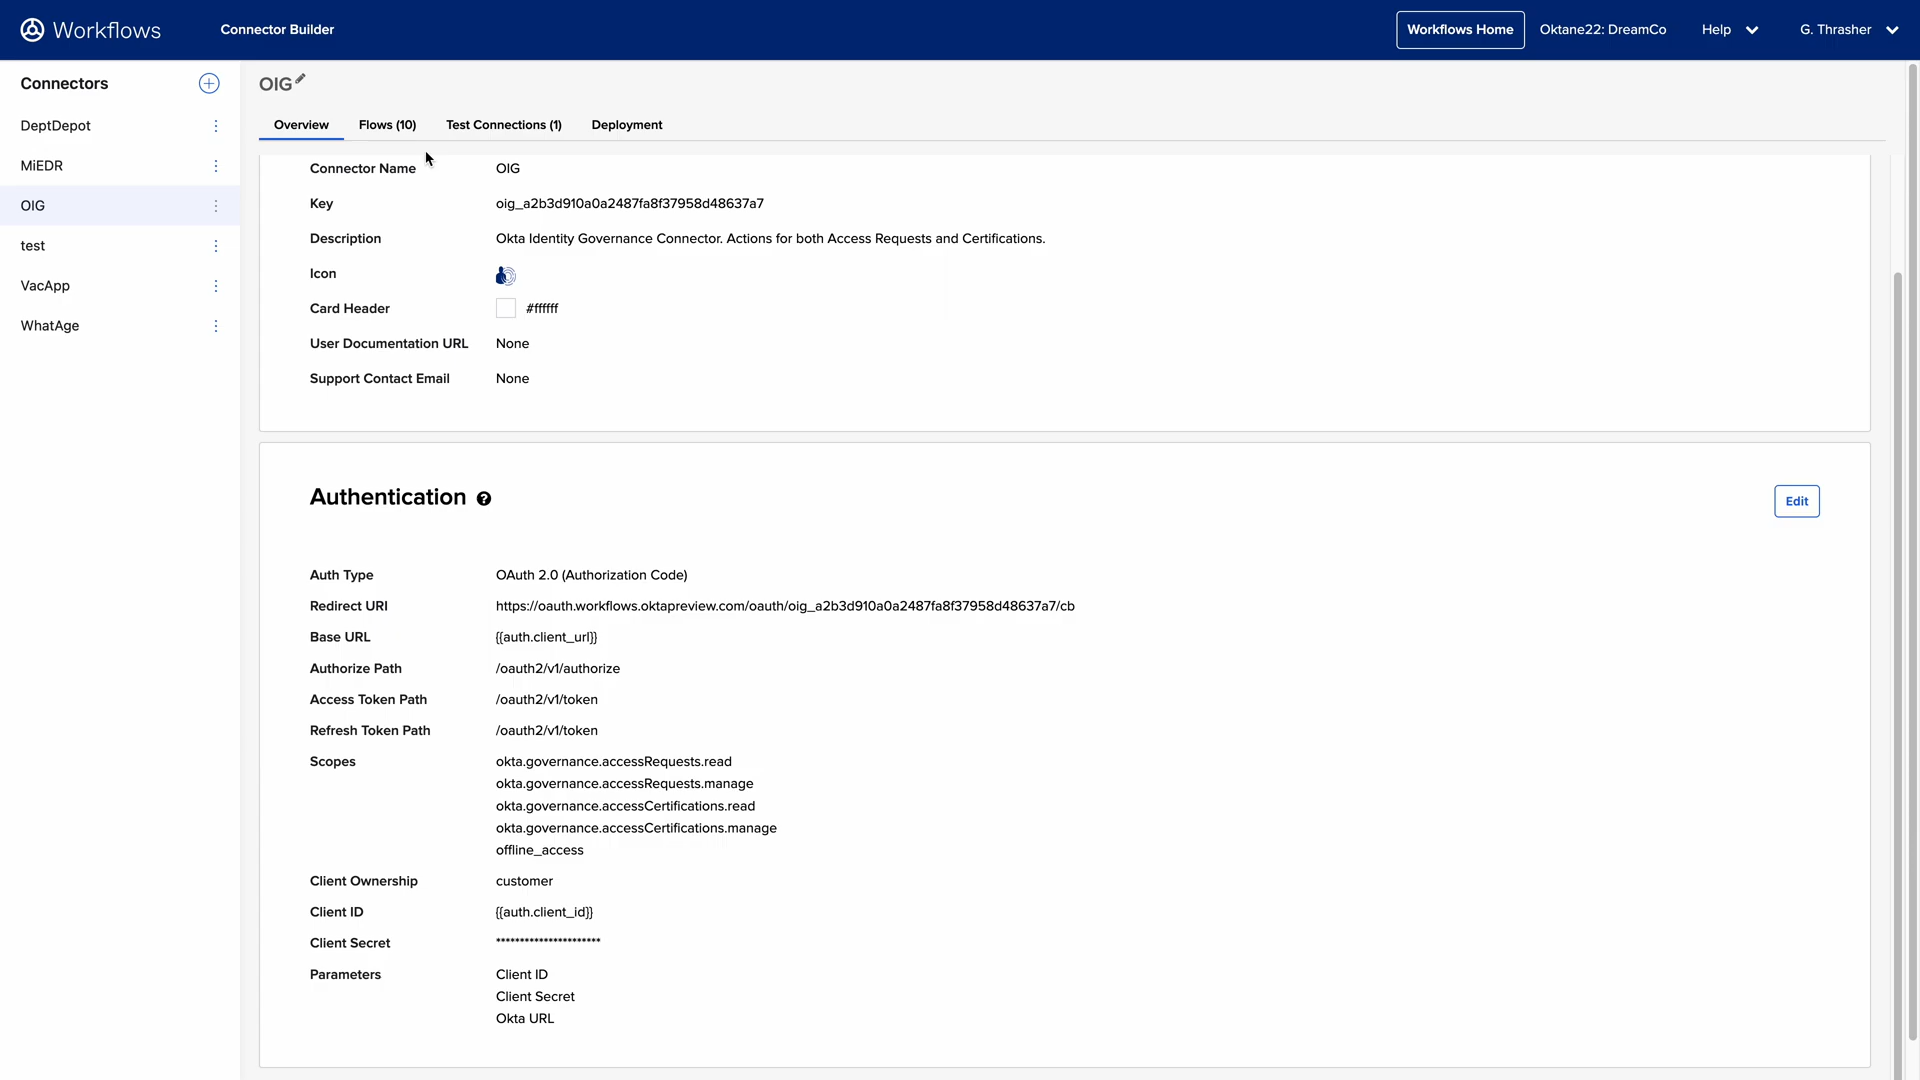 Workflows
Connector Builder
Workflows Home
Oktane22: DreamCo
Help
G. Thrasher
Connectors
DeptDepot
MiEDR
OIG
test
VacApp
WhatAge
OIG
Overview
Flows (10)
Test Connections (1)
Deployment
Connector Name OIG
Key oig_a2b3d910a0a2487fa8f37958d48637a7
Description Okta Identity Governance Connector. Actions for both Access Requests and Certifications.
Icon
Card Header #ffffff
User Documentation URL None
Support Contact Email None
Authentication ?
Edit
Auth Type OAuth 2.0 (Authorization Code)
Redirect URI https://oauth.workflows.oktapreview.com/oauth/oig_a2b3d910a0a2487fa8f37958d48637a7/cb
Base URL {{auth.client_url}}
Authorize Path /oauth2/v1/authorize
Access Token Path /oauth2/v1/token
Refresh Token Path /oauth2/v1/token
Scopes okta.governance.accessRequests.read
okta.governance.accessRequests.manage
okta.governance.accessCertifications.read
okta.governance.accessCertifications.manage
offline_access
Client Ownership customer
Client ID {{auth.client_id}}
Client Secret **********************
Parameters Client ID
Client Secret
Okta URL